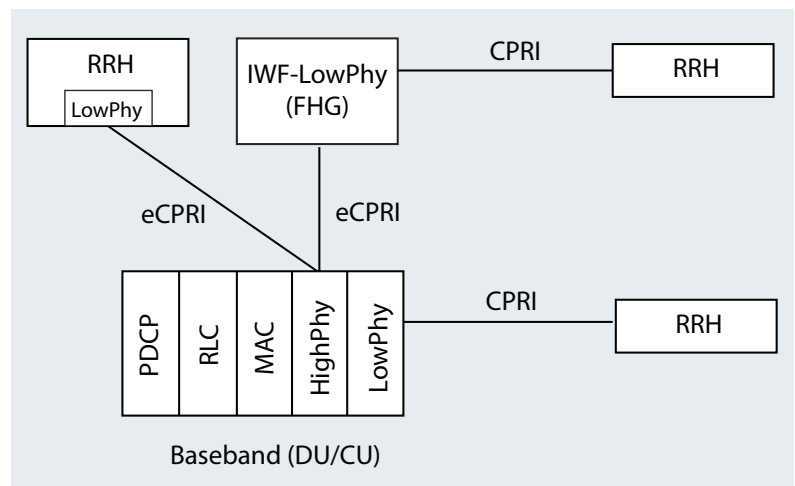 RRH
LowPhy
IWF-LowPhy
(FHG)
CPRI
RRH
eCPRI
eCPRI
PDCP
RLC
MAC
HighPhy
LowPhy
CPRI
RRH
Baseband (DU/CU)